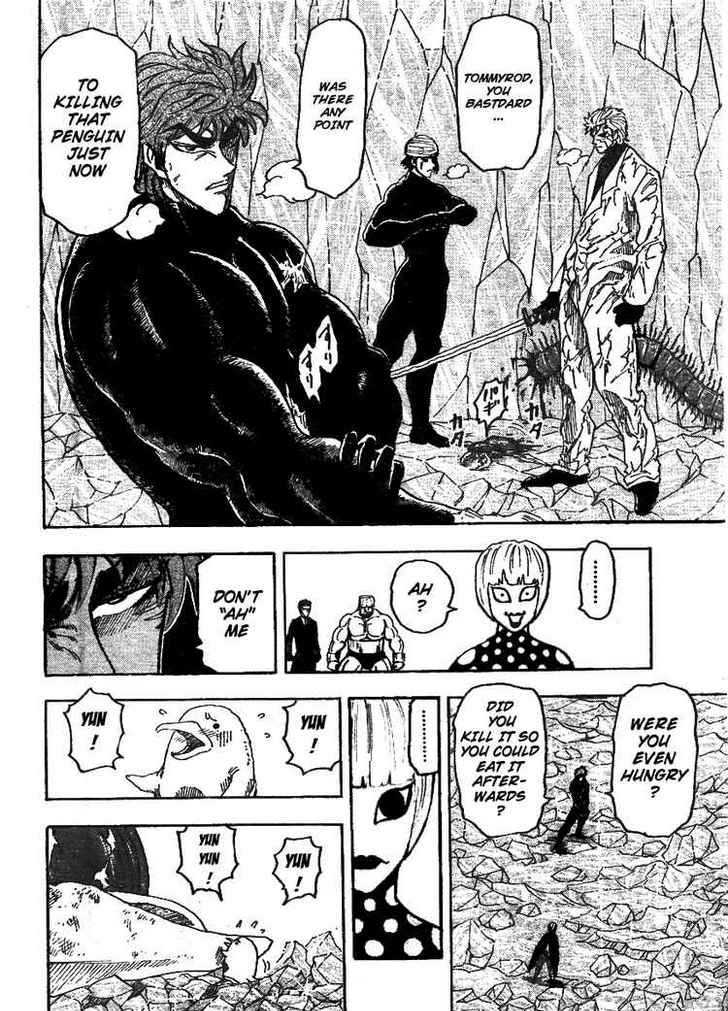 TOMMYROD,
YOU
BASTDARD
...
WAS
THERE
ANY
POINT
TO
KILLING
THAT
PENGUIN
JUST
NOW
.......
AH
?
DON'T
"AH"
ME
WERE
YOU
EVEN
HUNGRY
?
DID
YOU
KILL IT SO
YOU COULD
EAT IT
AFTER-
WARDS
?
.......
YUN
!
YUN
!
YUN
!
YUN
YUN
!